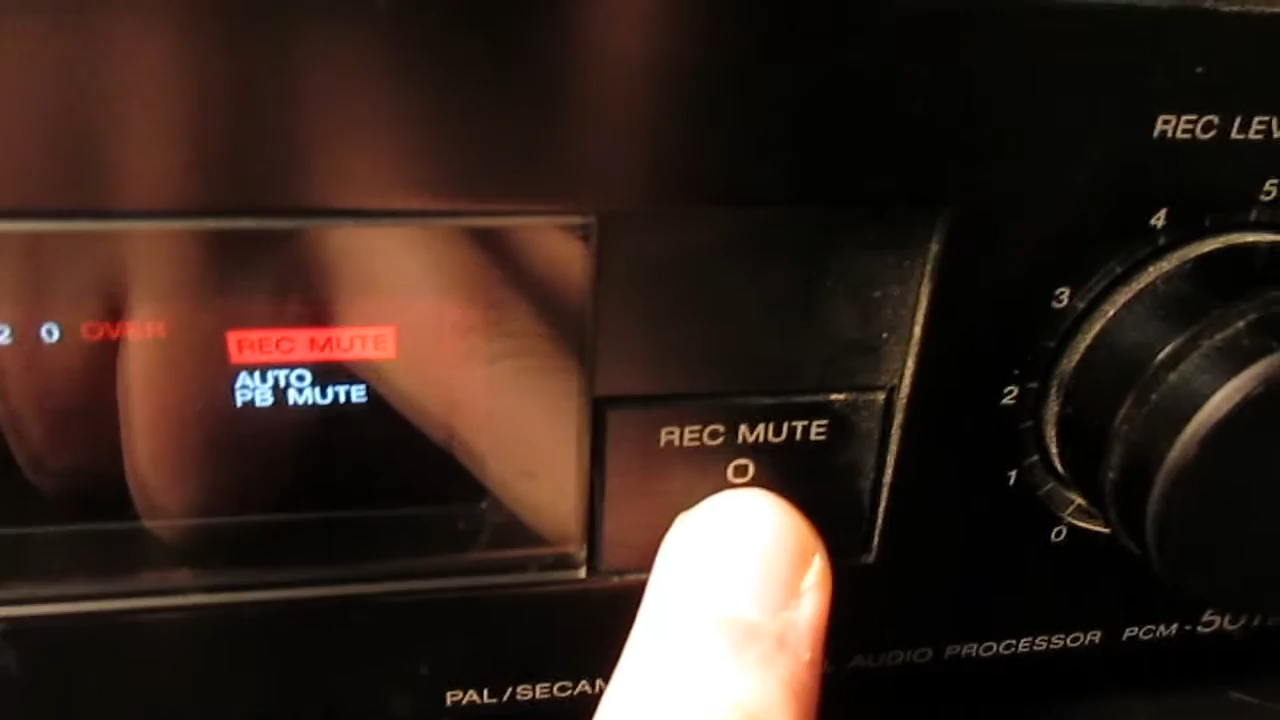 REC LEV
5
4
3
2
1
0
2 0 OVER
REC MUTE
AUTO
PB MUTE
REC MUTE
AUDIO PROCESSOR PCM-
PAL/SECAM